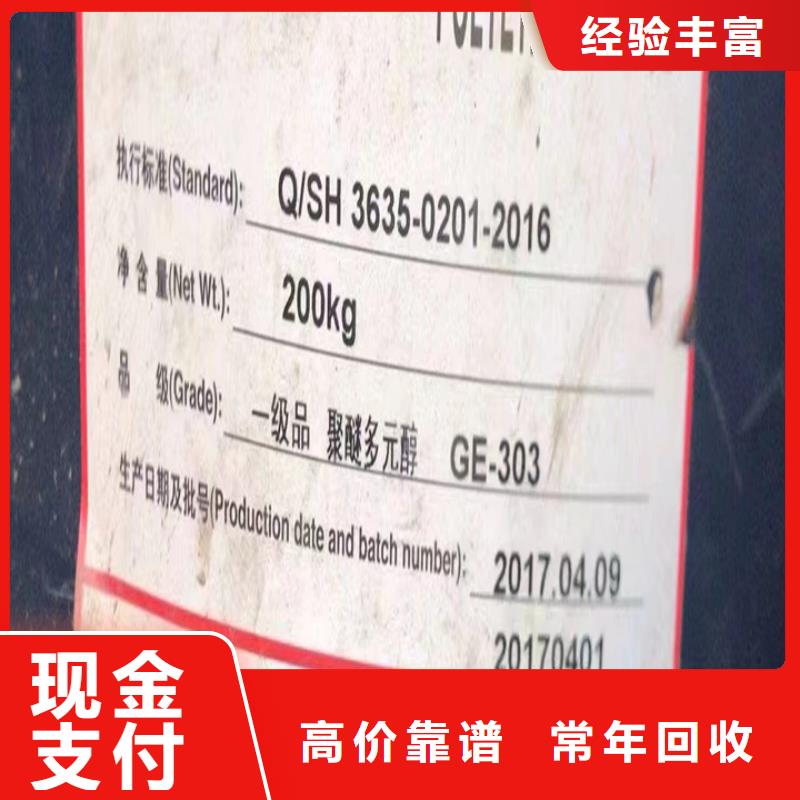 经验丰富
执行标准(Standard): Q/SH 3635-0201-2016
净含量(Net Wt.): 200kg
品 级(Grade): 一级品 聚醚多元醇 GE-303
生产日期及批号(Production date and batch number): 2017.04.09
20170401
现金
支付
高价靠谱 常年回收